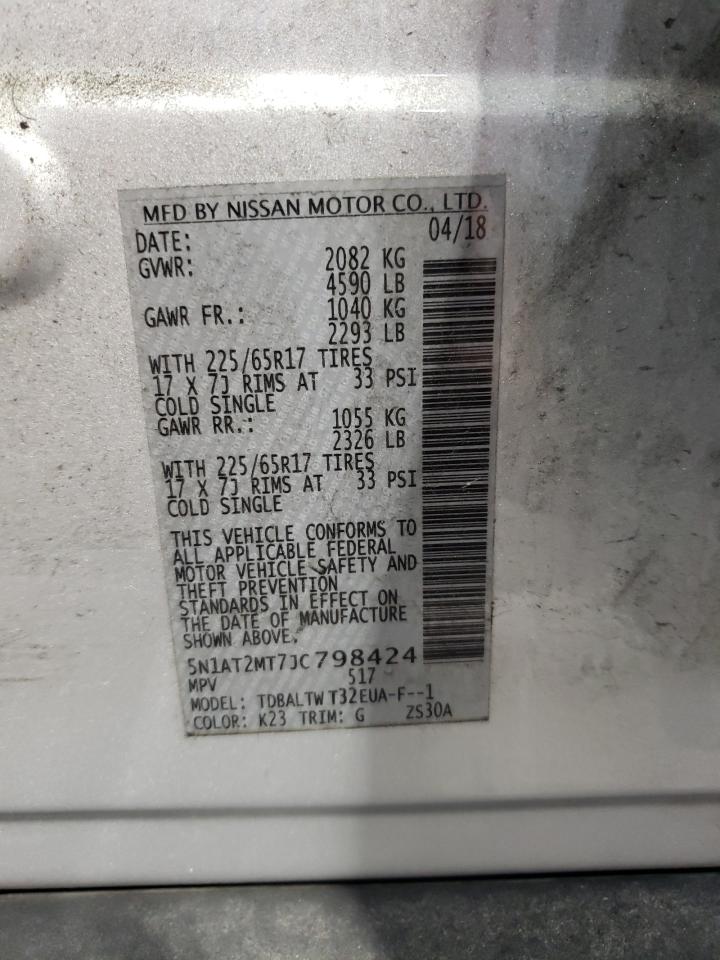 MFD BY NISSAN MOTOR CO., LTD.
DATE: 04/18
GVWR: 2082 KG
4590 LB
GAWR FR.: 1040 KG
2293 LB
WITH 225/65R17 TIRES
17 X 7J RIMS AT 33 PSI
COLD SINGLE
GAWR RR.: 1055 KG
2326 LB
WITH 225/65R17 TIRES
17 X 7J RIMS AT 33 PSI
COLD SINGLE
THIS VEHICLE CONFORMS TO
ALL APPLICABLE FEDERAL
MOTOR VEHICLE SAFETY AND
THEFT PREVENTION
STANDARDS IN EFFECT ON
THE DATE OF MANUFACTURE
SHOWN ABOVE.
5N1AT2MT7JC798424
MPV 517
MODEL: TDBALTWT32EUA-F--1
COLOR: K23 TRIM: G ZS30A